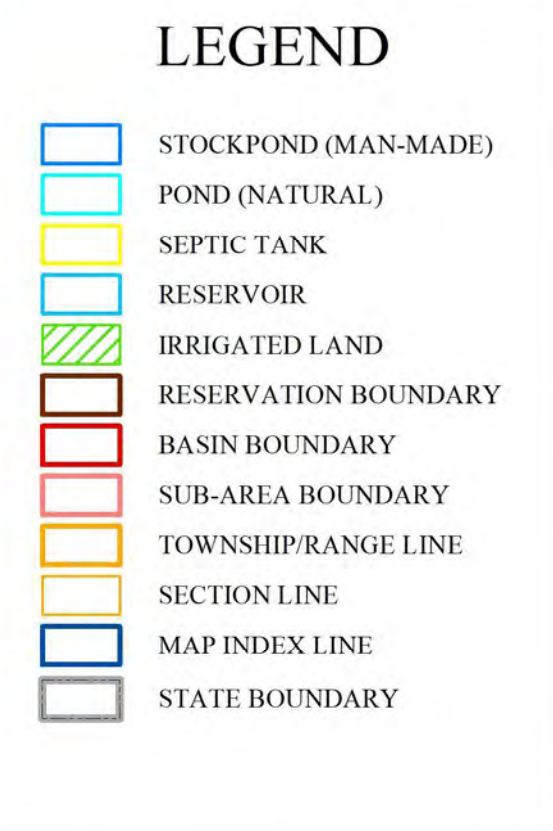 LEGEND
STOCKPOND (MAN-MADE)
POND (NATURAL)
SEPTIC TANK
RESERVOIR
IRRIGATED LAND
RESERVATION BOUNDARY
BASIN BOUNDARY
SUB-AREA BOUNDARY
TOWNSHIP/RANGE LINE
SECTION LINE
MAP INDEX LINE
STATE BOUNDARY